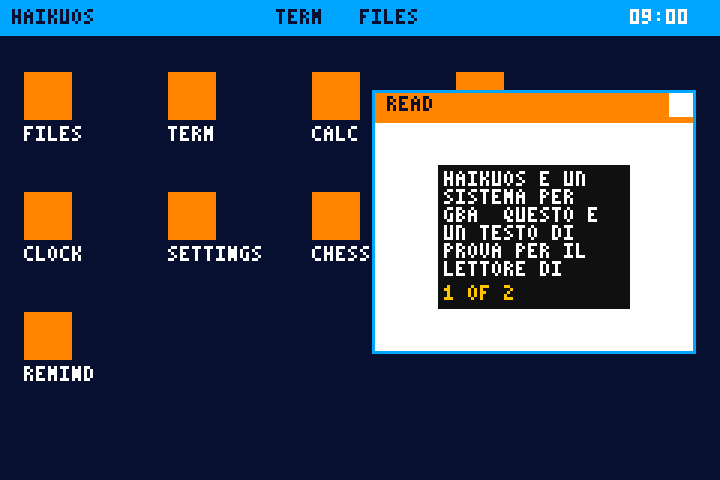 HAIKUOS TERM FILES 09:00
FILES TERM CALC
READ
HAIKUOS E UN
SISTEMA PER
GBA  QUESTO E
UN TESTO DI
PROVA PER IL
LETTORE DI
1 OF 2
CLOCK SETTINGS CHESS
REMIND